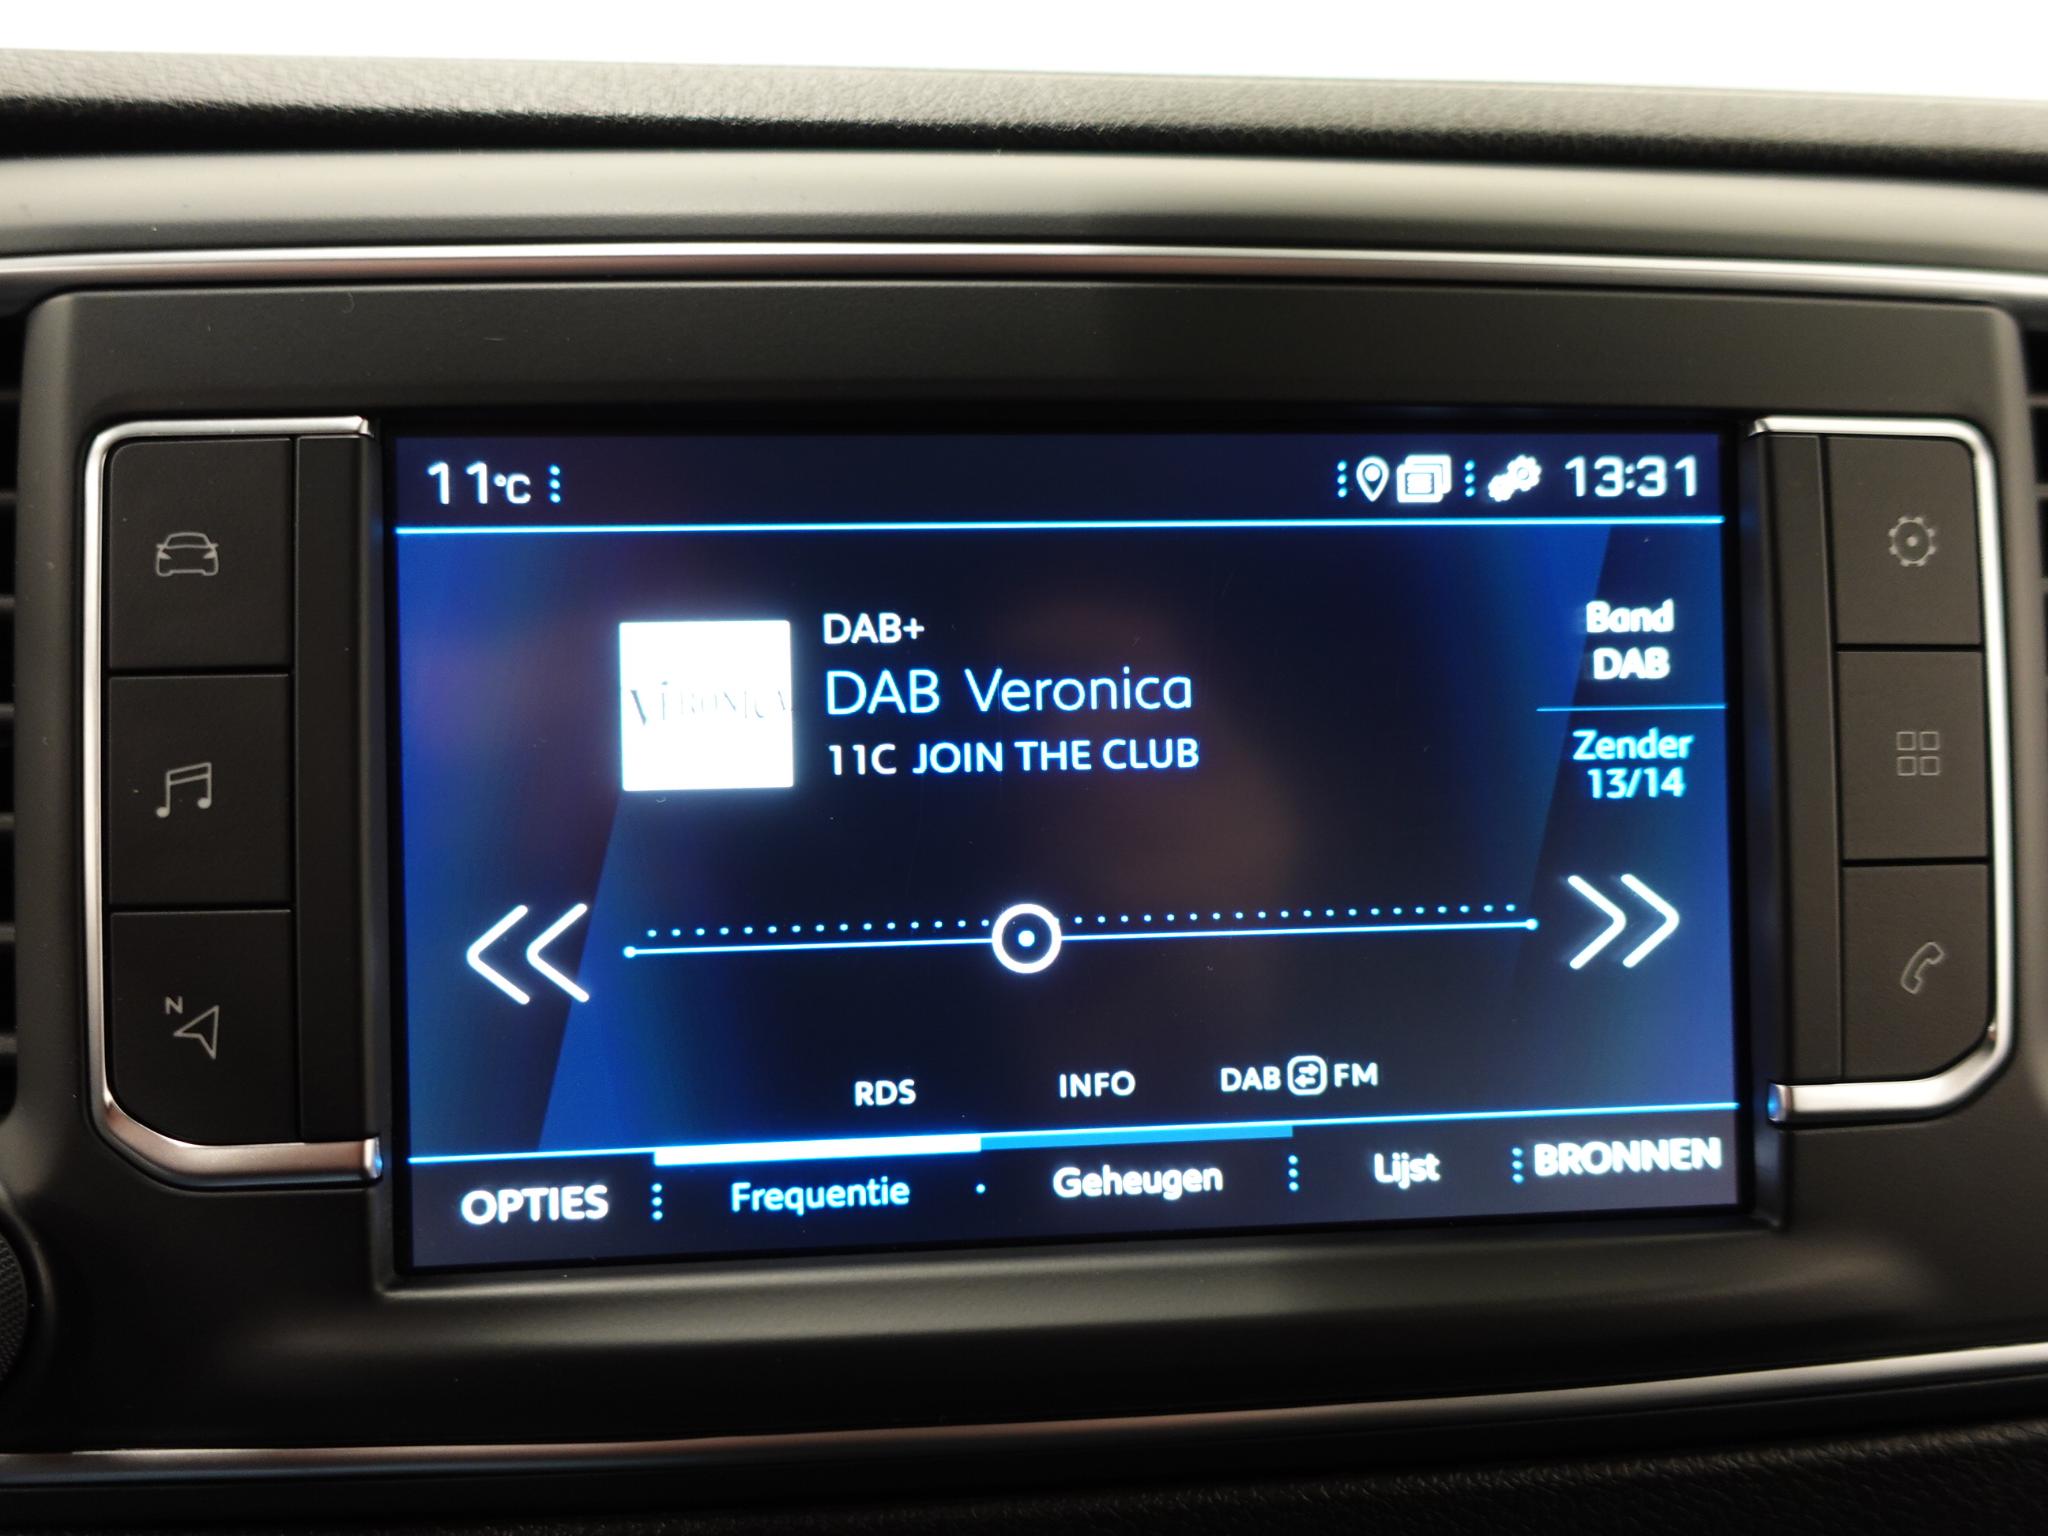 11°C
13:31
DAB+
DAB Veronica
11C JOIN THE CLUB
VERONICA
Band
DAB
Zender
13/14
N
RDS
INFO
DAB FM
OPTIES
Frequentie
Geheugen
Lijst
BRONNEN